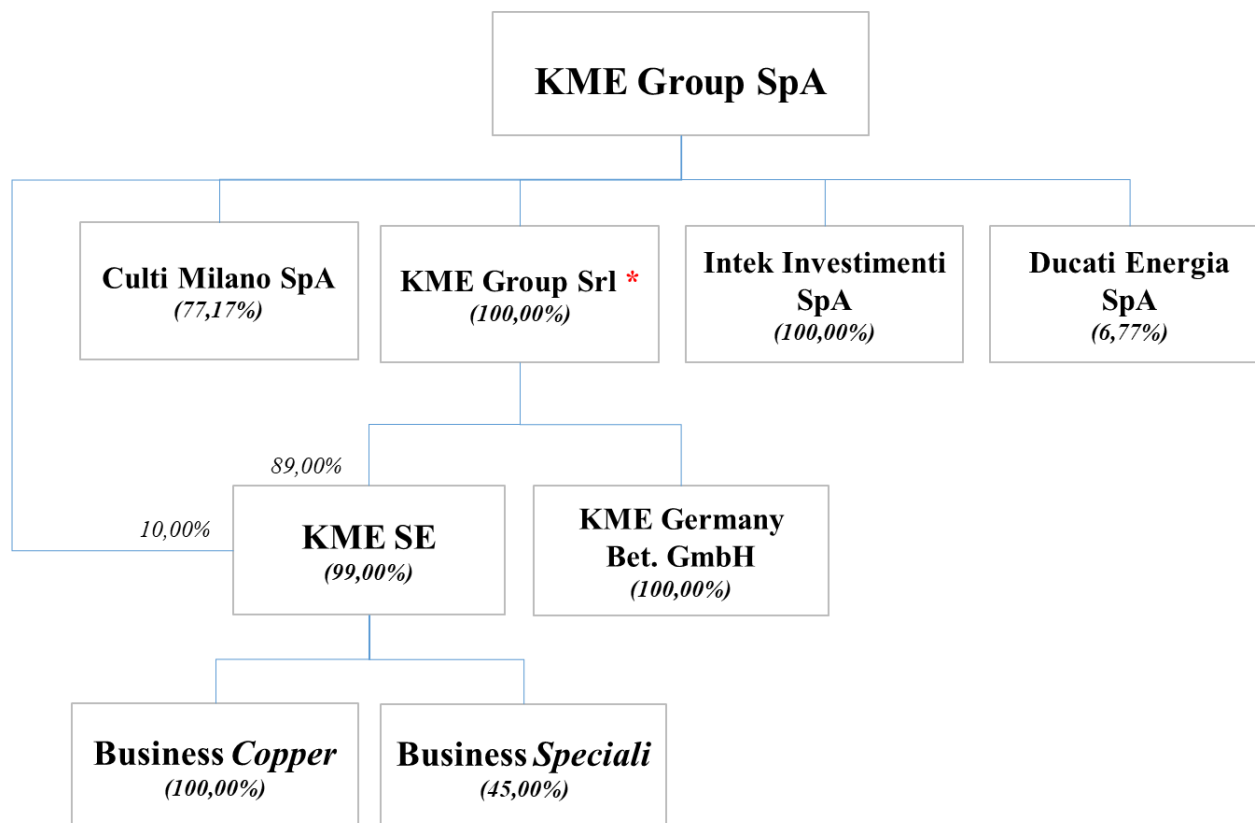 KME Group SpA
Culti Milano SpA
(77,17%)
KME Group Srl *
(100,00%)
Intek Investimenti
SpA
(100,00%)
Ducati Energia
SpA
(6,77%)
89,00%
10,00%
KME SE
(99,00%)
KME Germany
Bet. GmbH
(100,00%)
Business Copper
(100,00%)
Business Speciali
(45,00%)